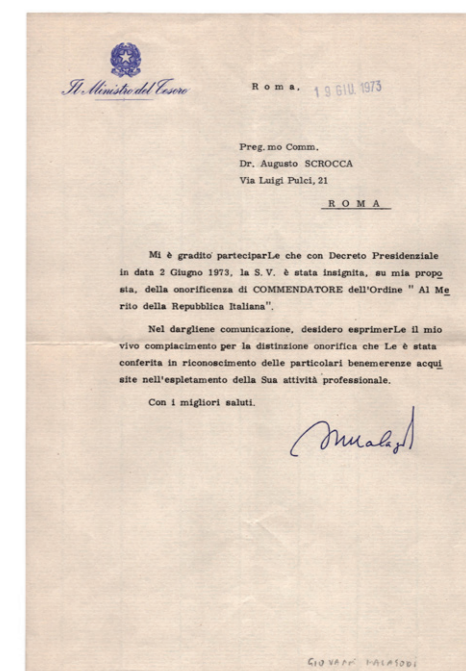 Il Ministro del Tesoro
Roma, 19 GIU. 1973
Preg.mo Comm.
Dr. Augusto SCROCCA
Via Luigi Pulci, 21
ROMA
Mi è gradito parteciparLe che con Decreto Presidenziale
in data 2 Giugno 1973, la S.V. è stata insignita, su mia propo
sta, della onorificenza di COMMENDATORE dell'Ordine " Al Me
rito della Repubblica Italiana".
Nel dargliene comunicazione, desidero esprimerLe il mio
vivo compiacimento per la distinzione onorifica che Le è stata
conferita in riconoscimento delle particolari benemerenze acqui
site nell'espletamento della Sua attività professionale.
Con i migliori saluti.